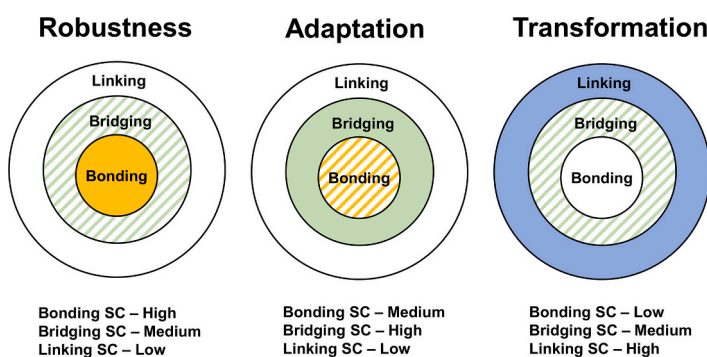 Robustness
Adaptation
Transformation
Linking
Bridging
Bonding
Linking
Bridging
Bonding
Linking
Bridging
Bonding
Bonding SC – High
Bridging SC – Medium
Linking SC – Low
Bonding SC – Medium
Bridging SC – High
Linking SC – Low
Bonding SC – Low
Bridging SC – Medium
Linking SC – High